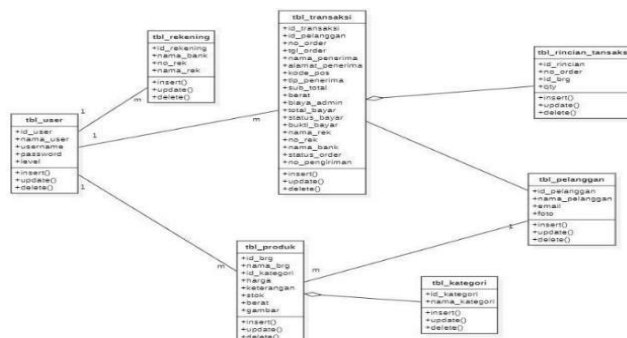 tbl_rekening
+id_rekening
+nama_bank
+no_rek
+nama_rek
+insert()
+update()
+delete()
tbl_transaksi
+id_transaksi
+id_pelanggan
+no_order
+tgl_order
+nama_penerima
+alamat_penerima
+kode_pos
+tlp_penerima
+sub_total
+berat
+biaya_admin
+total_bayar
+status_bayar
+bukti_bayar
+nama_rek
+no_rek
+nama_bank
+status_order
+no_pengiriman
+insert()
+update()
+delete()
tbl_rincian_tansaksi
+id_rincian
+no_order
+id_brg
+qty
+insert()
+update()
+delete()
tbl_user
+id_user
+nama_user
+username
+password
+level
+insert()
+update()
+delete()
1
m
1
m
1
m
tbl_pelanggan
+id_pelanggan
+nama_pelanggan
+email
+foto
+insert()
+update()
+delete()
1
m
tbl_produk
+id_brg
+nama_brg
+id_kategori
+harga
+keterangan
+stok
+berat
+gambar
+insert()
+update()
+delete()
tbl_kategori
+id_kategori
+nama_kategori
+insert()
+update()
+delete()